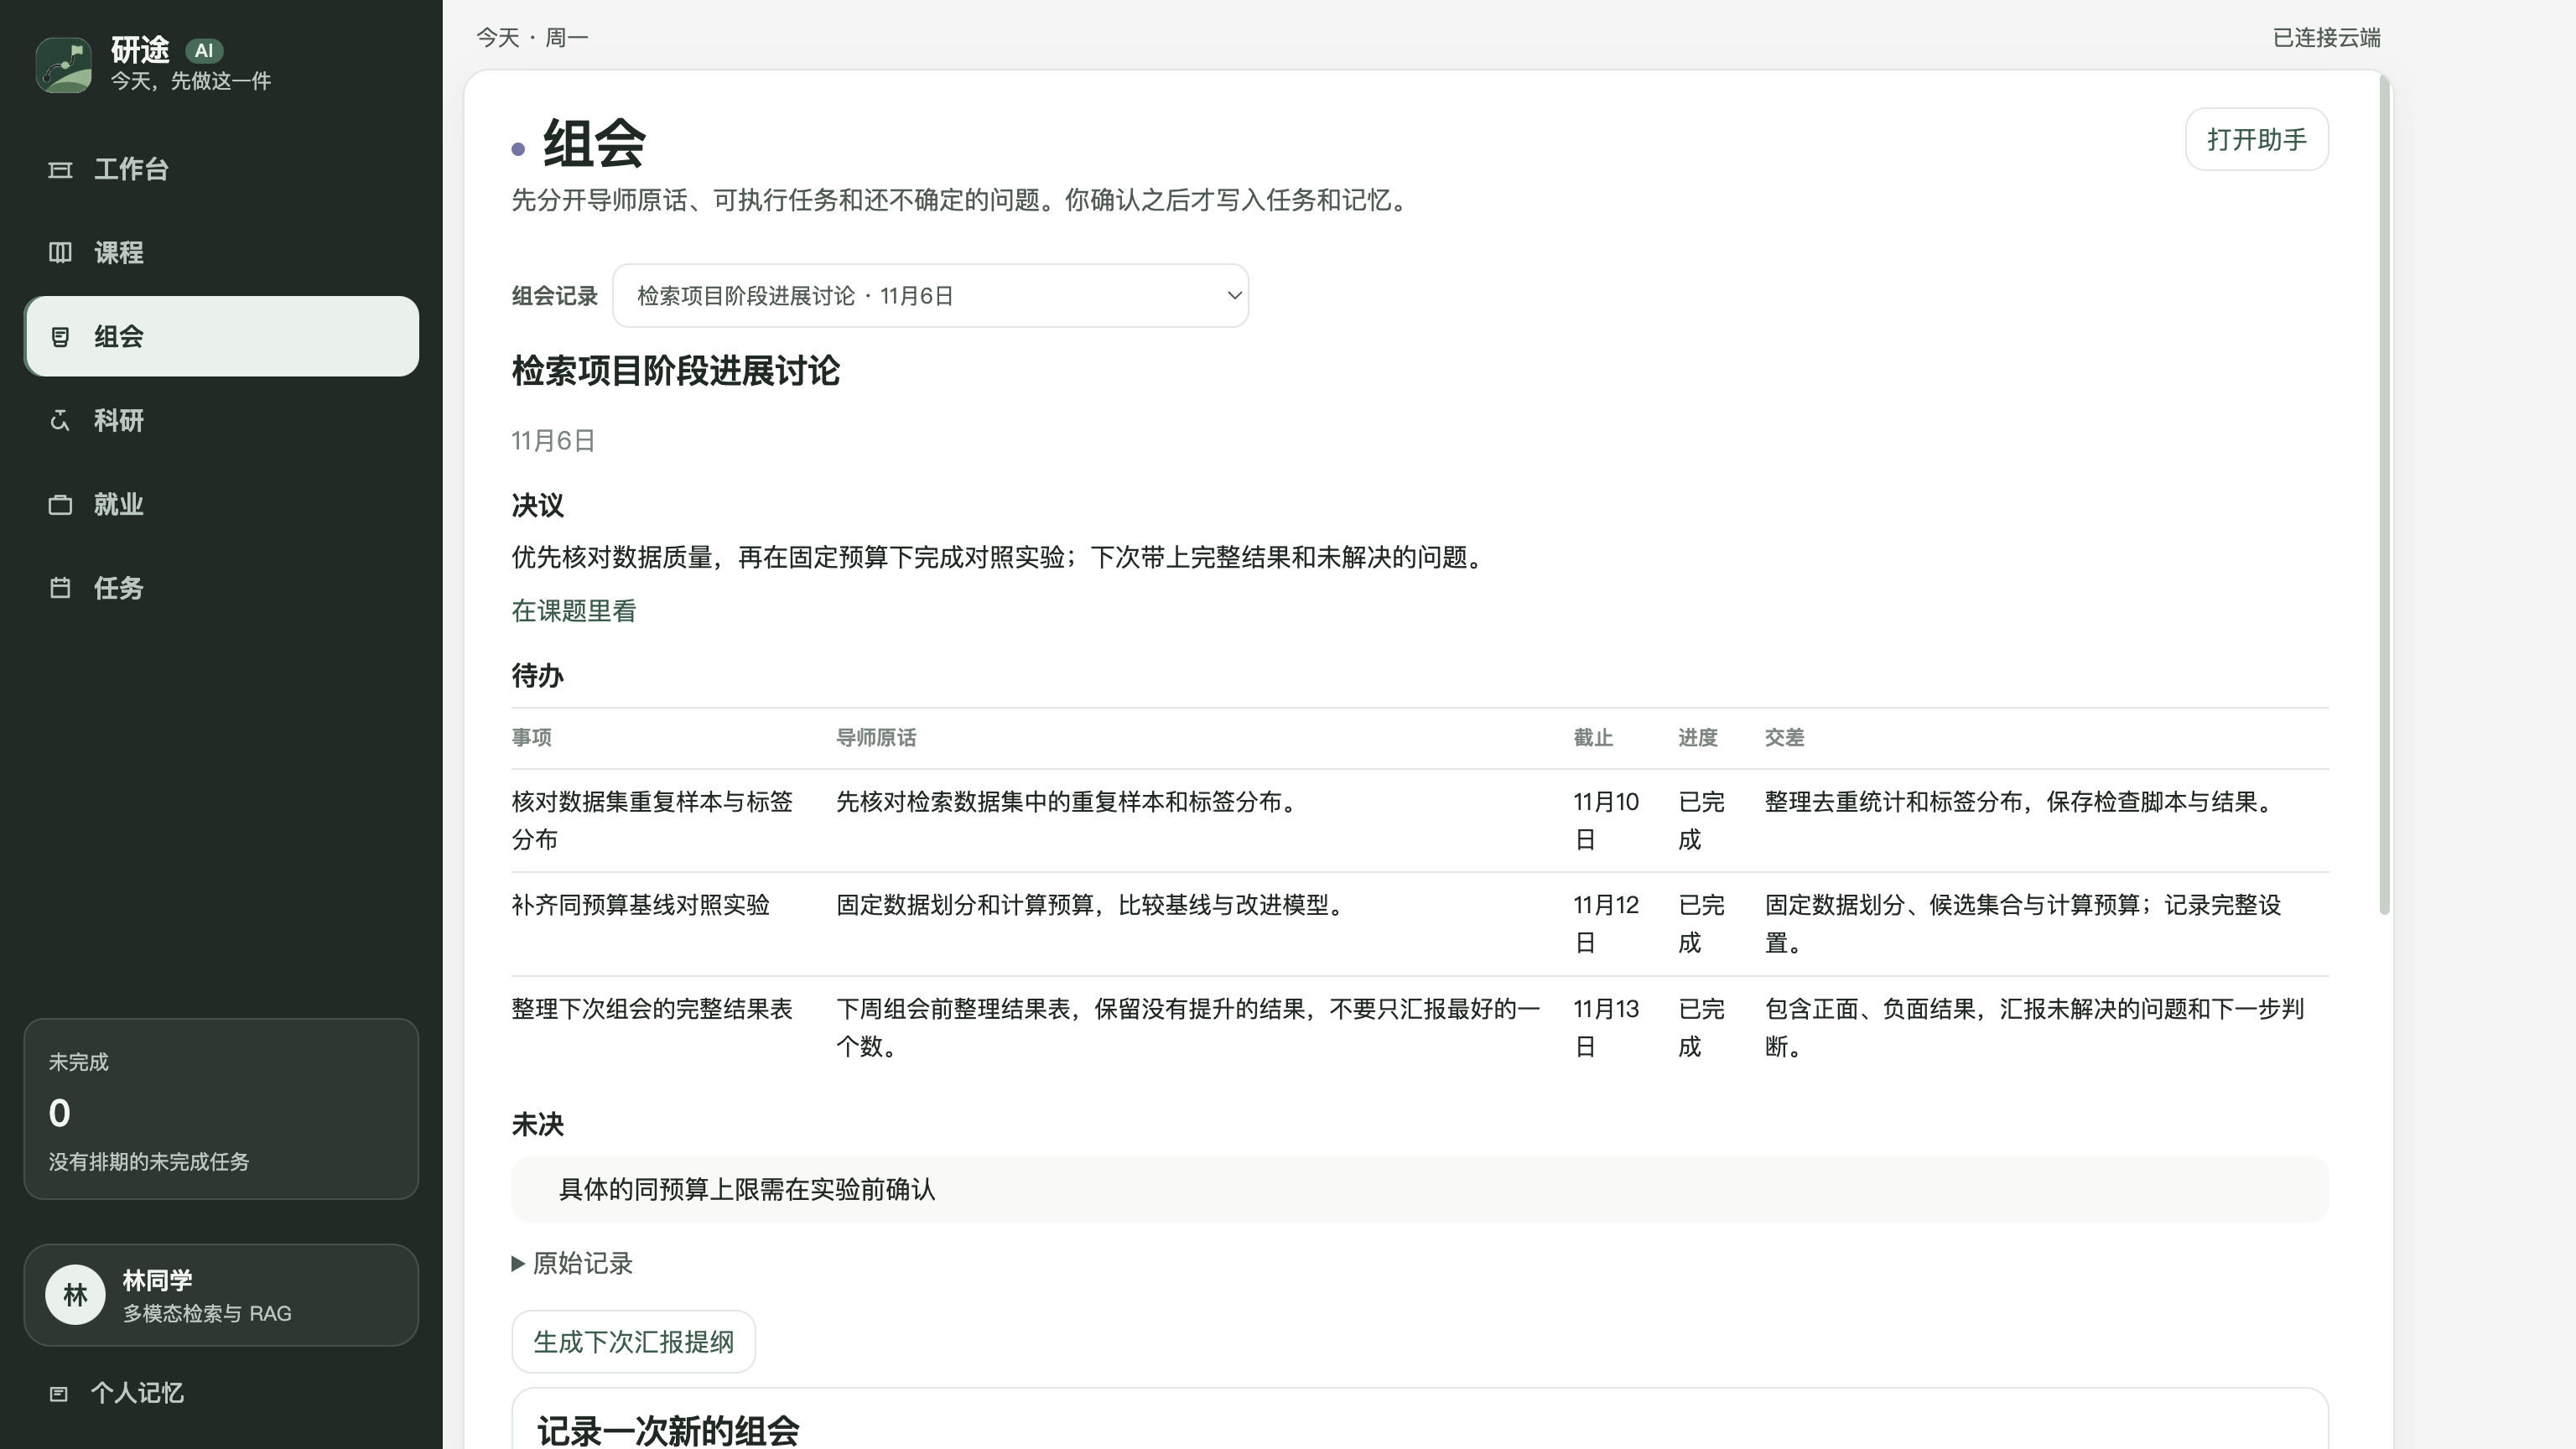 研途 AI
今天，先做这一件
工作台
课程
组会
科研
就业
任务
未完成
0
没有排期的未完成任务
林
林同学
多模态检索与 RAG
个人记忆
今天 · 周一
已连接云端
组会
打开助手
先分开导师原话、可执行任务和还不确定的问题。你确认之后才写入任务和记忆。
组会记录
检索项目阶段进展讨论 · 11月6日
检索项目阶段进展讨论
11月6日
决议
优先核对数据质量，再在固定预算下完成对照实验；下次带上完整结果和未解决的问题。
在课题里看
待办
事项 导师原话 截止 进度 交差
核对数据集重复样本与标签 先核对检索数据集中的重复样本和标签分布。 11月10 已完 整理去重统计和标签分布，保存检查脚本与结果。
分布 日 成
补齐同预算基线对照实验 固定数据划分和计算预算，比较基线与改进模型。 11月12 已完 固定数据划分、候选集合与计算预算；记录完整设
日 成 置。
整理下次组会的完整结果表 下周组会前整理结果表，保留没有提升的结果，不要只汇报最好的一 11月13 已完 包含正面、负面结果，汇报未解决的问题和下一步判
个数。 日 成 断。
未决
具体的同预算上限需在实验前确认
原始记录
生成下次汇报提纲
记录一次新的组会